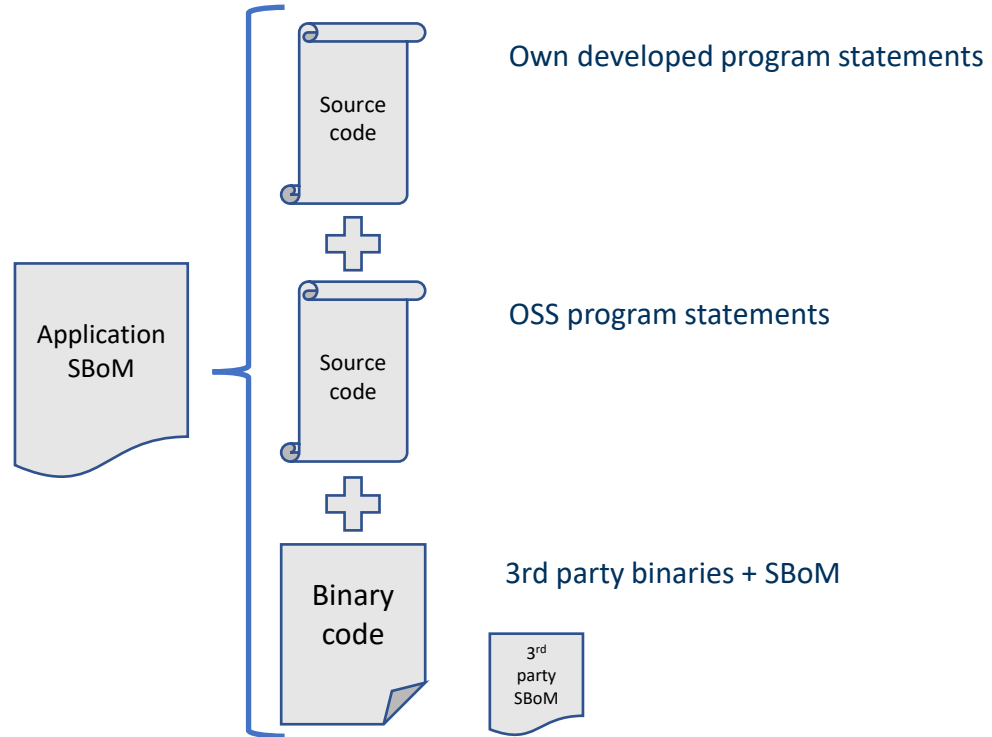 Source
code
Own developed program statements
Application
SBoM
Source
code
OSS program statements
Binary
code
3rd party binaries + SBoM
3rd
party
SBoM